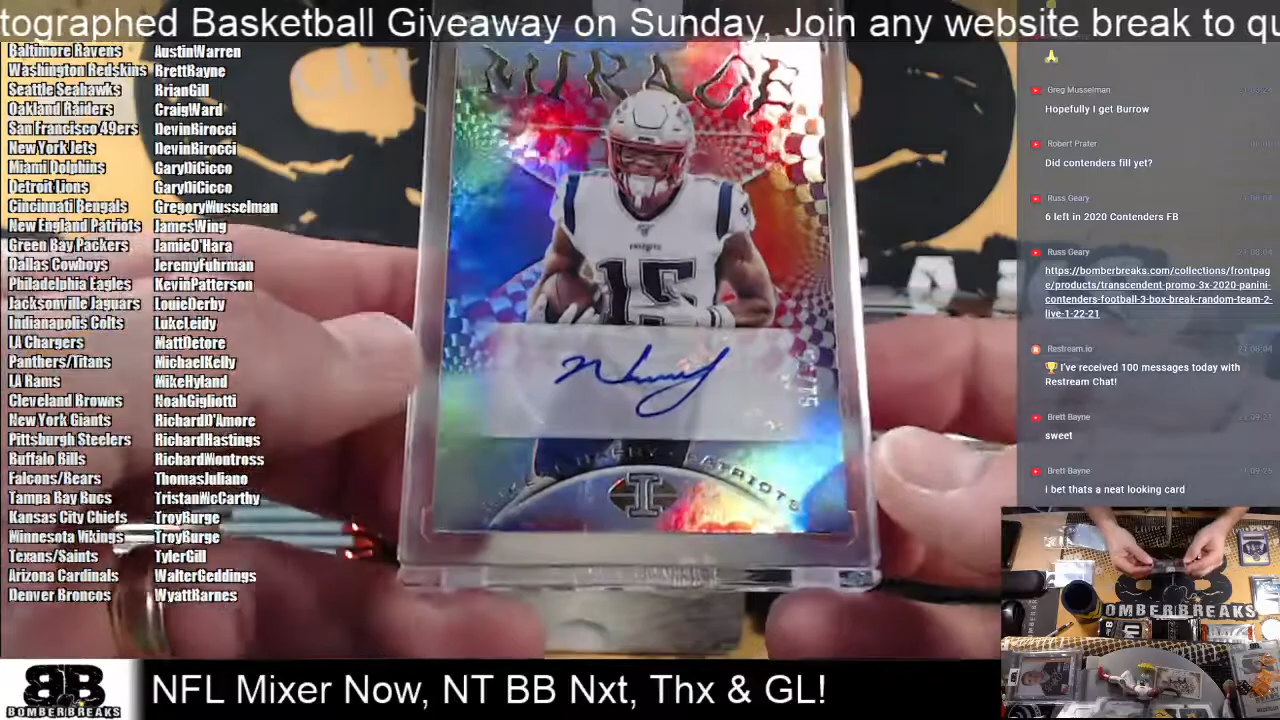 tographed Basketball Giveaway on Sunday, Join any website break to qu
Baltimore Ravens AustinWarren
Washington Redskins BrettBayne
Seattle Seahawks BrianGill
Oakland Raiders CraigWard
San Francisco 49ers DevinBirocci
New York Jets DevinBirocci
Miami Dolphins GaryDiCicco
Detroit Lions GaryDiCicco
Cincinnati Bengals GregoryMusselman
New England Patriots JamesWing
Green Bay Packers JamieO'Hara
Dallas Cowboys JeremyFuhrman
Philadelphia Eagles KevinPatterson
Jacksonville Jaguars LouieDerby
Indianapolis Colts LukeLeidy
LA Chargers MattDetore
Panthers/Titans MichaelKelly
LA Rams MikeHyland
Cleveland Browns NoahGigliotti
New York Giants RichardD'Amore
Pittsburgh Steelers RichardHastings
Buffalo Bills RichardWontross
Falcons/Bears ThomasJuliano
Tampa Bay Bucs TristanMcCarthy
Kansas City Chiefs TroyBurge
Minnesota Vikings TroyBurge
Texans/Saints TylerGill
Arizona Cardinals WalterGeddings
Denver Broncos WyattBarnes
MIRAGE
PATRIOTS
15
PATRIOTS
I
Greg Musselman
Hopefully I get Burrow
Robert Prater
Did contenders fill yet?
Russ Geary
6 left in 2020 Contenders FB
Russ Geary
https://bomberbreaks.com/collections/frontpag
e/products/transcendent-promo-3x-2020-panini-
contenders-football-3-box-break-random-team-2-
live-1-22-21
Restream.io
I've received 100 messages today with
Restream Chat!
Brett Bayne
sweet
Brett Bayne
i bet thats a neat looking card
BOMBERBREAKS
BB
BOMBERBREAKS
NFL Mixer Now, NT BB Nxt, Thx & GL!